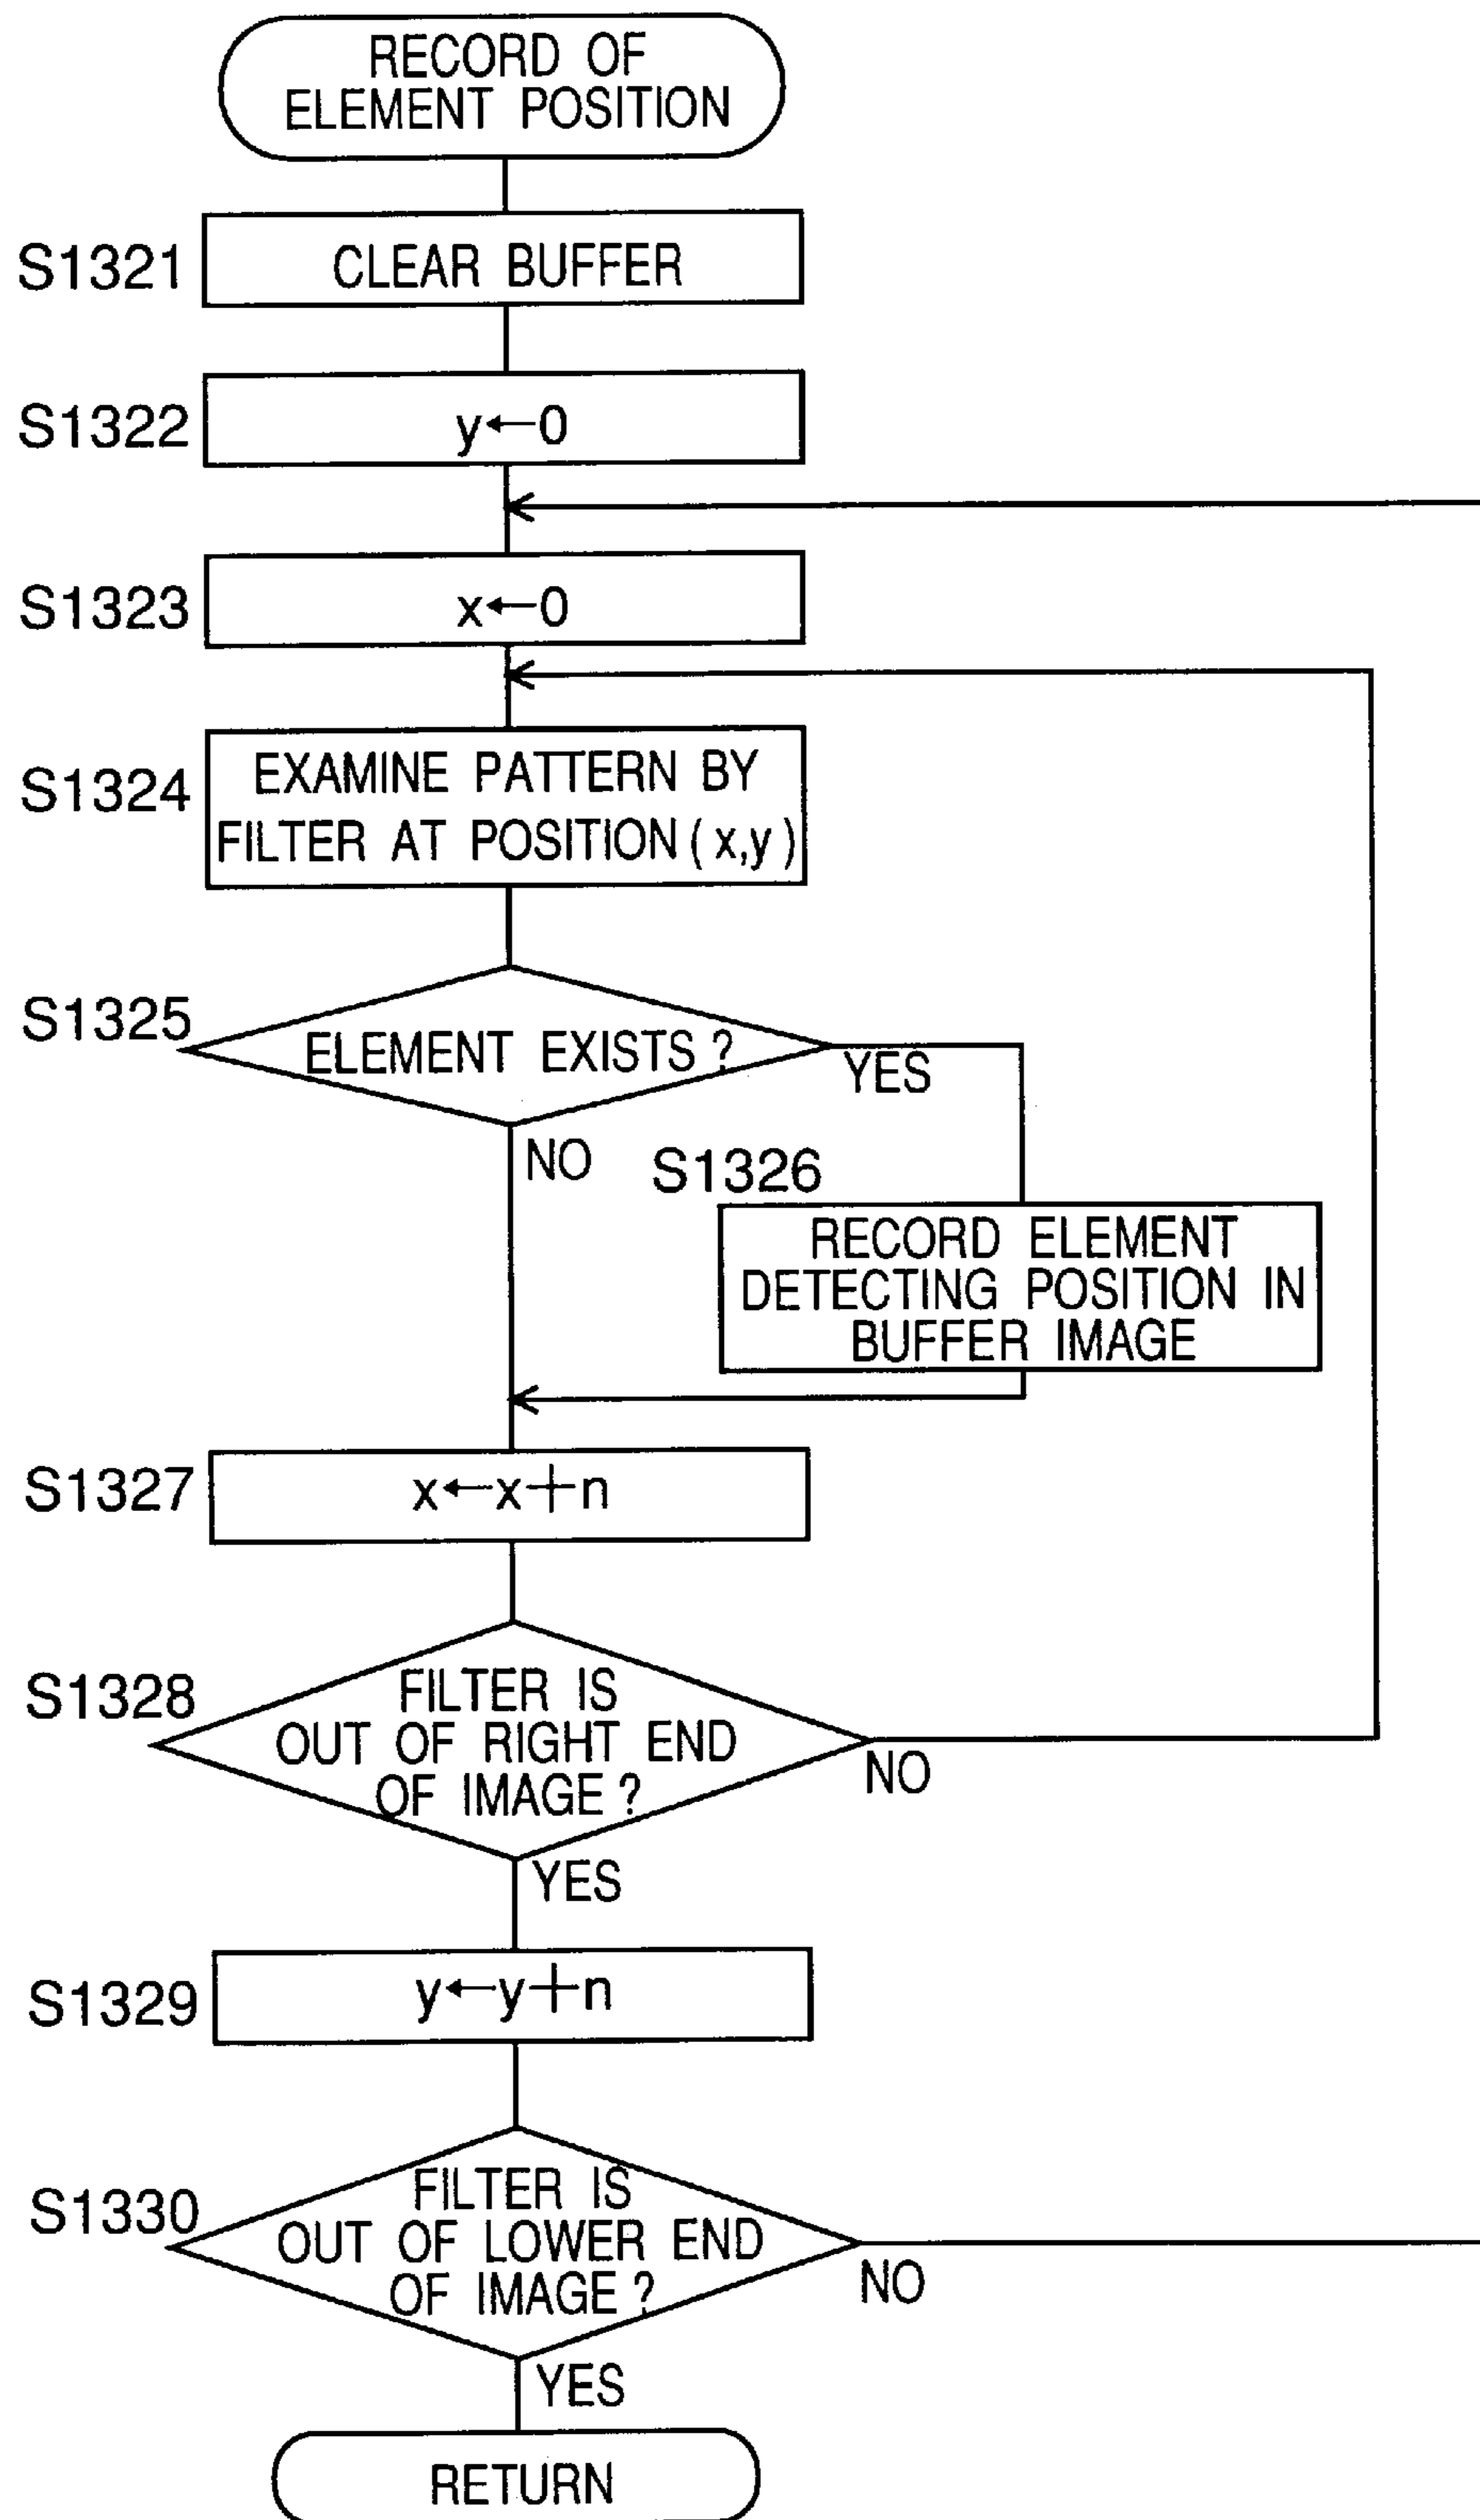 RECORD OF
ELEMENT POSITION
S1321
CLEAR BUFFER
S1322
y←0
S1323
x←0
S1324
EXAMINE PATTERN BY
FILTER AT POSITION(x,y)
S1325
ELEMENT EXISTS?
YES
NO
S1326
RECORD ELEMENT
DETECTING POSITION IN
BUFFER IMAGE
S1327
x←x+n
S1328
FILTER IS
OUT OF RIGHT END
OF IMAGE?
NO
YES
S1329
y←y+n
S1330
FILTER IS
OUT OF LOWER END
OF IMAGE?
NO
YES
RETURN